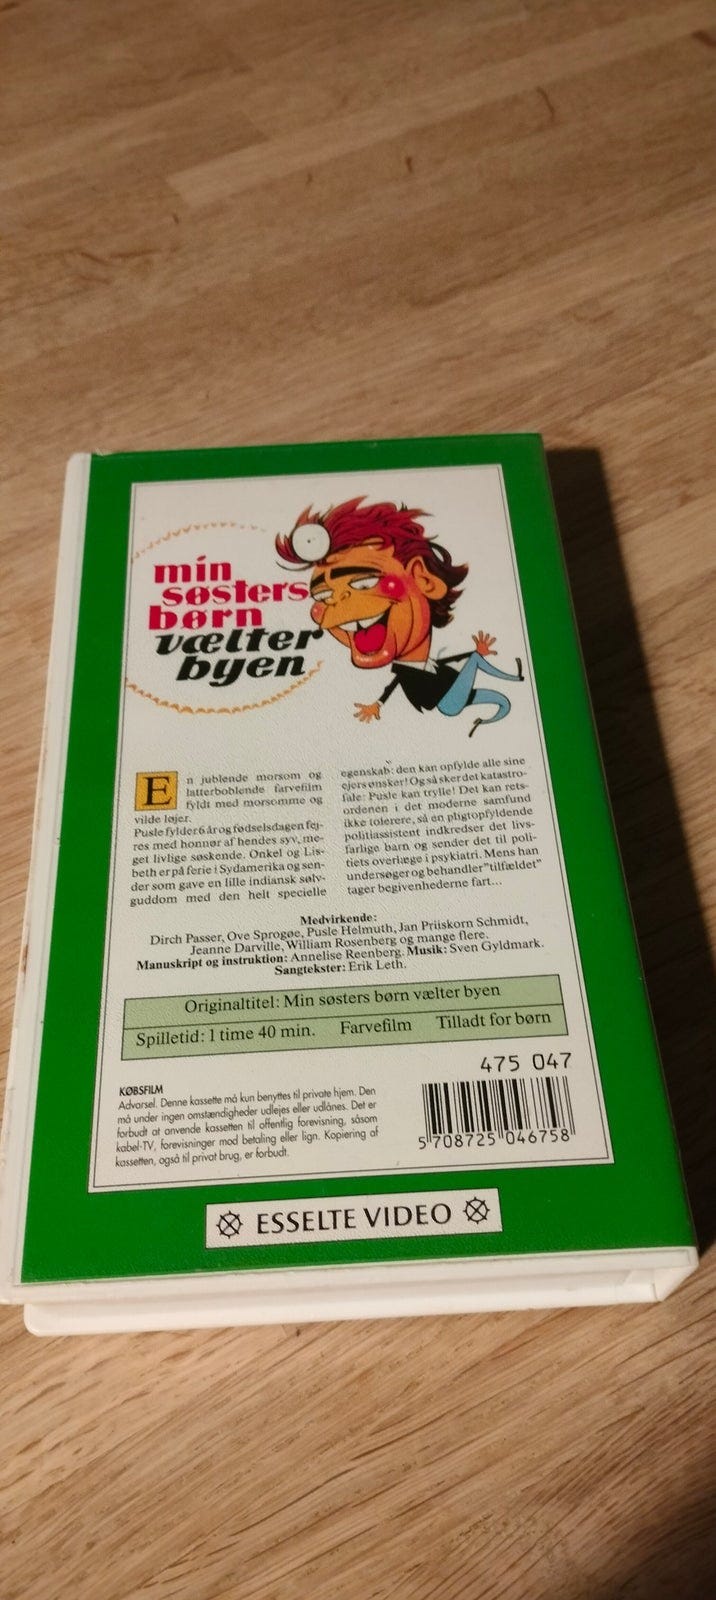 min
søsters
børn
vælter
byen
En jublende morsom og
latterboblende farvefilm
fyldt med morsomme og
vilde løjer.
Pusle fylder 6 år og fødselsdagen fej-
res med honnør af hendes syv, me-
get livlige søskende. Onkel og Lis-
beth er på ferie i Sydamerika og sen-
der som gave en lille indiansk sølv-
guddom med den helt specielle
egenskab: den kan opfylde alle sine
ejers ønsker! Og så sker det katastro-
fale: Pusle kan trylle! Det kan rets-
ordenen i det moderne samfund
ikke tolerere, så en pligtopfyldende
politiassistent indkredser det livs-
farlige barn og sender det til poli-
tiets overlæge i psykiatri. Mens han
undersøger og behandler "tilfældet"
tager begivenhederne fart...
Medvirkende:
Dirch Passer, Ove Sprogøe, Pusle Helmuth, Jan Priiskorn Schmidt,
Jeanne Darville, William Rosenberg og mange flere.
Manuskript og instruktion: Annelise Reenberg. Musik: Sven Gyldmark.
Sangtekster: Erik Leth.
Originaltitel: Min søsters børn vælter byen
Spilletid: 1 time 40 min. Farvefilm Tilladt for børn
KØBSFILM
Advarsel. Denne kassette må kun benyttes til private hjem. Den
må under ingen omstændigheder udlejes eller udlånes. Det er
forbudt at anvende kassetten til offentlig forevisning, såsom
kabel-TV, forevisninger mod betaling eller lign. Kopiering af
kassetten, også til privat brug, er forbudt.
475 047
5 708725 046758
ESSELTE VIDEO